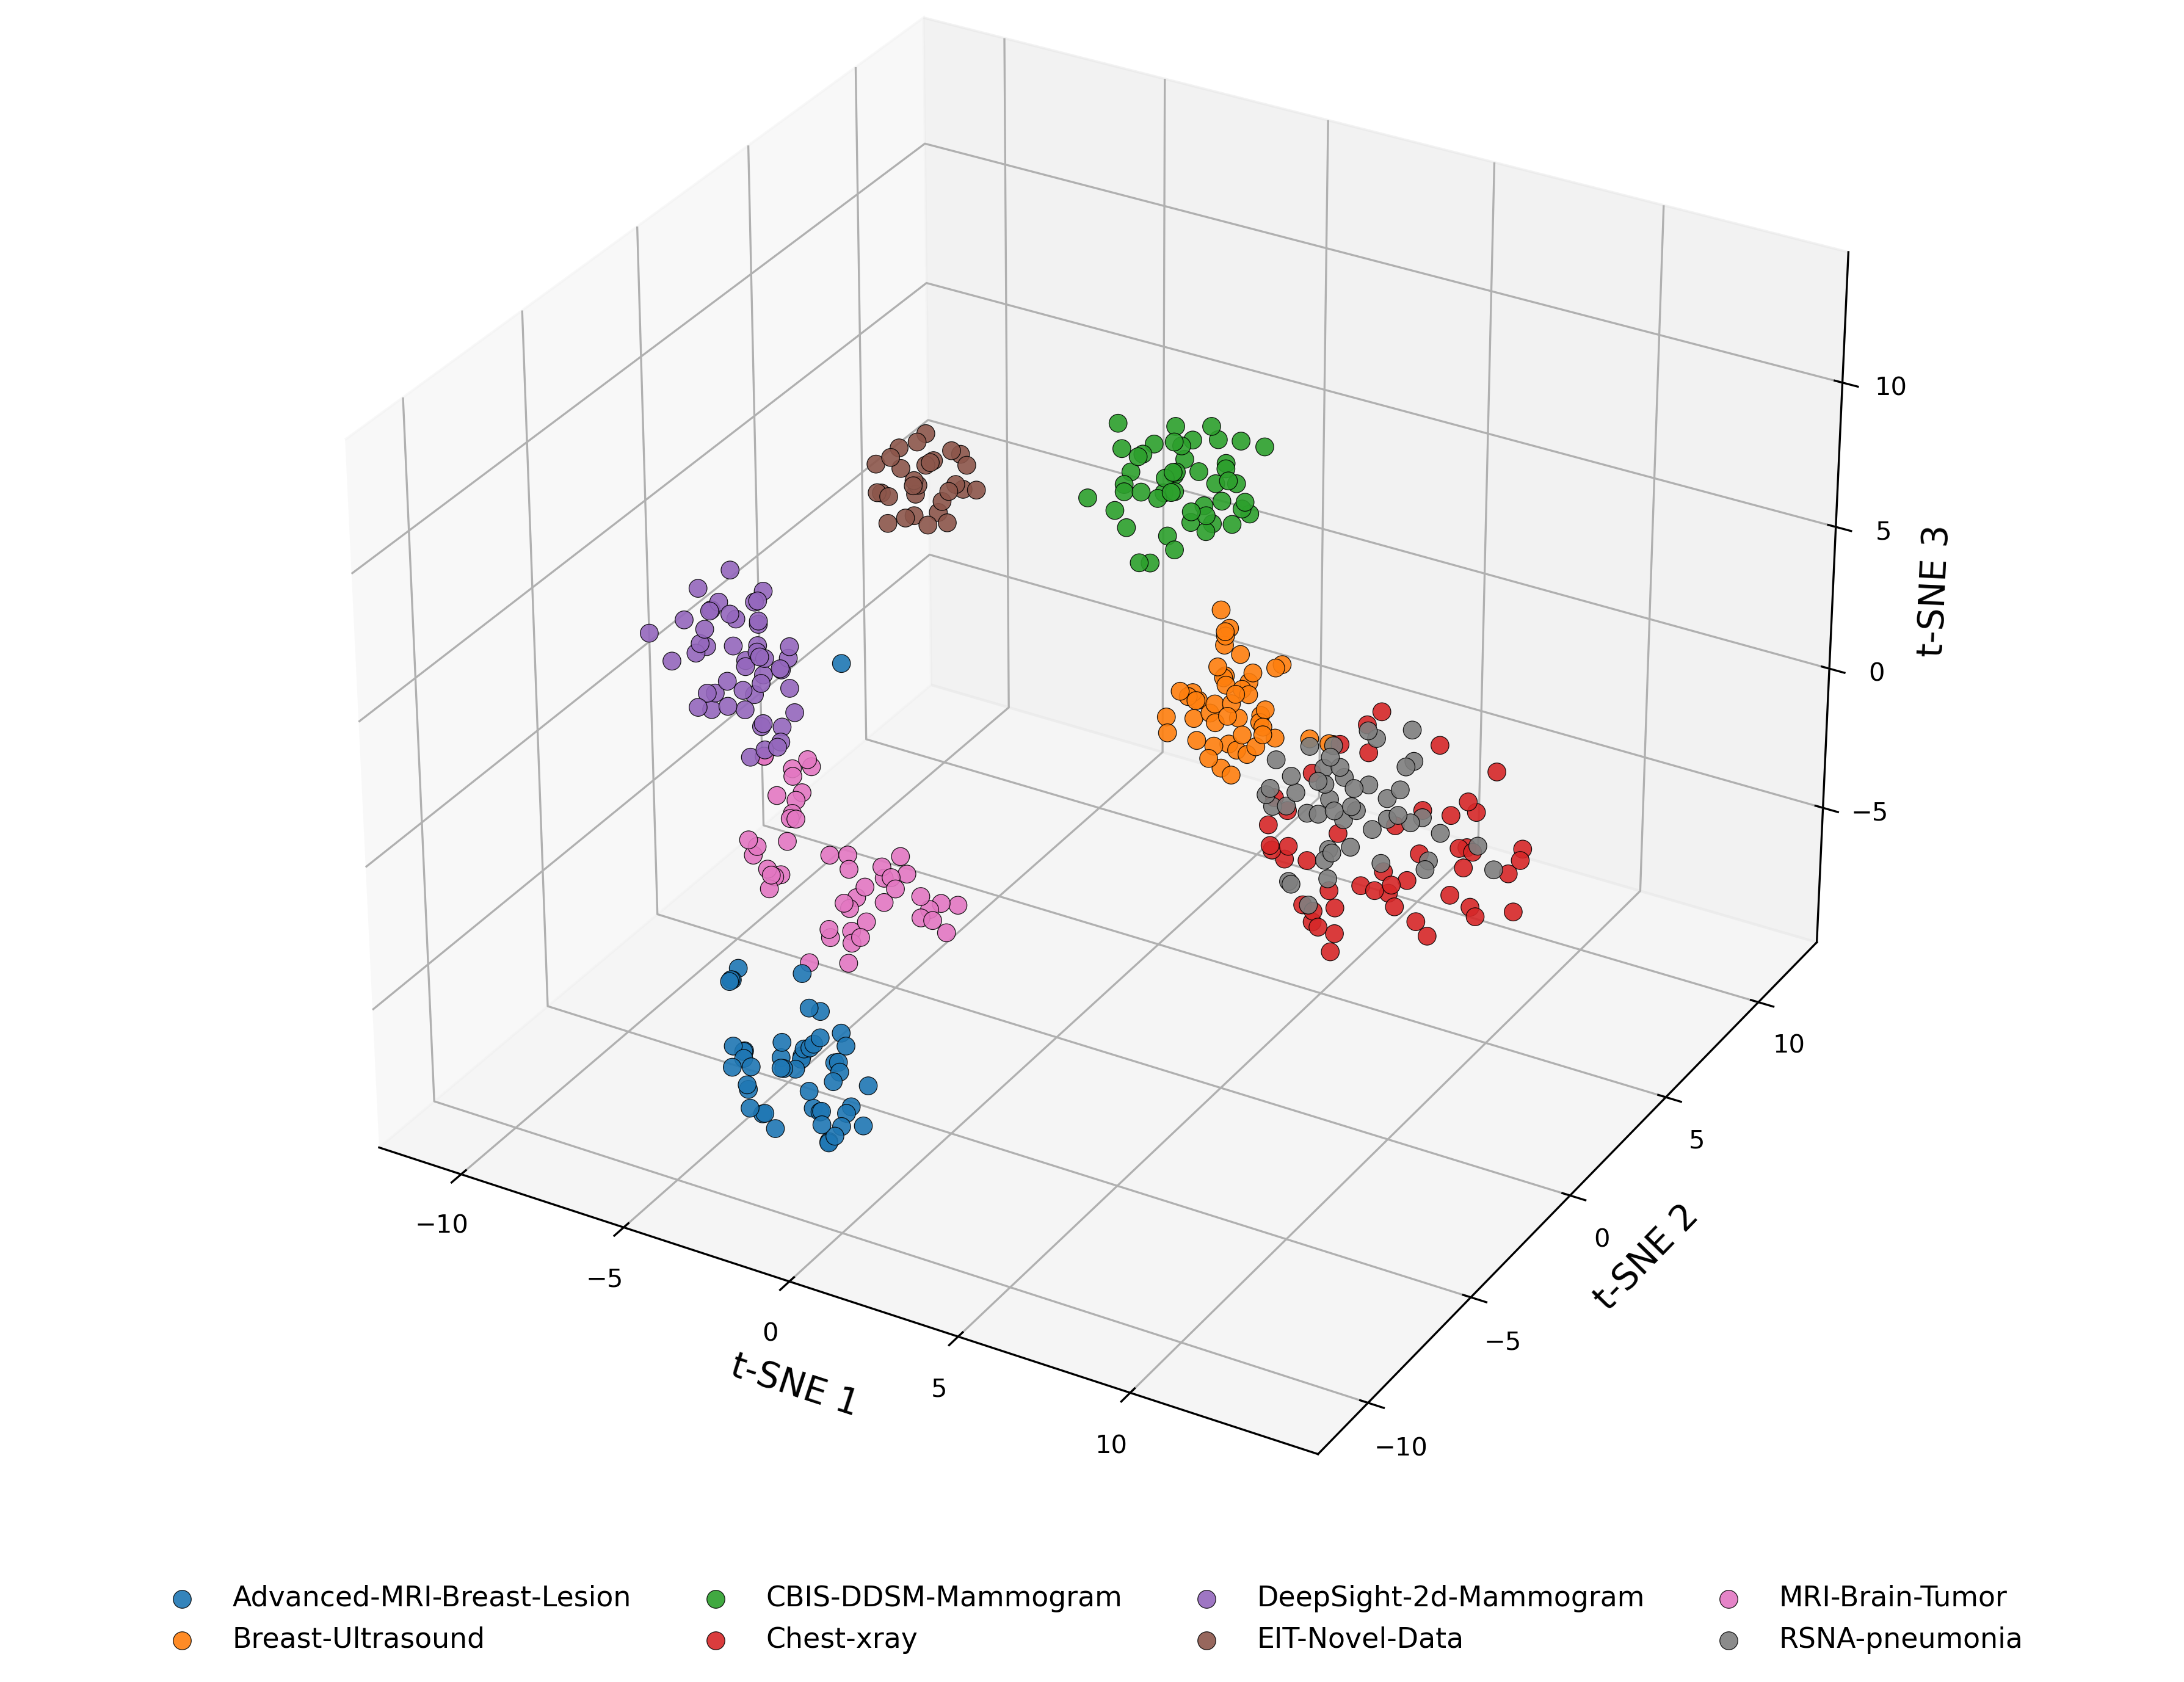 10
5
0
−5
t-SNE 3
10
5
0
−5
−10
t-SNE 2
−10
−5
0
5
10
t-SNE 1
Advanced-MRI-Breast-Lesion
Breast-Ultrasound
CBIS-DDSM-Mammogram
Chest-xray
DeepSight-2d-Mammogram
EIT-Novel-Data
MRI-Brain-Tumor
RSNA-pneumonia